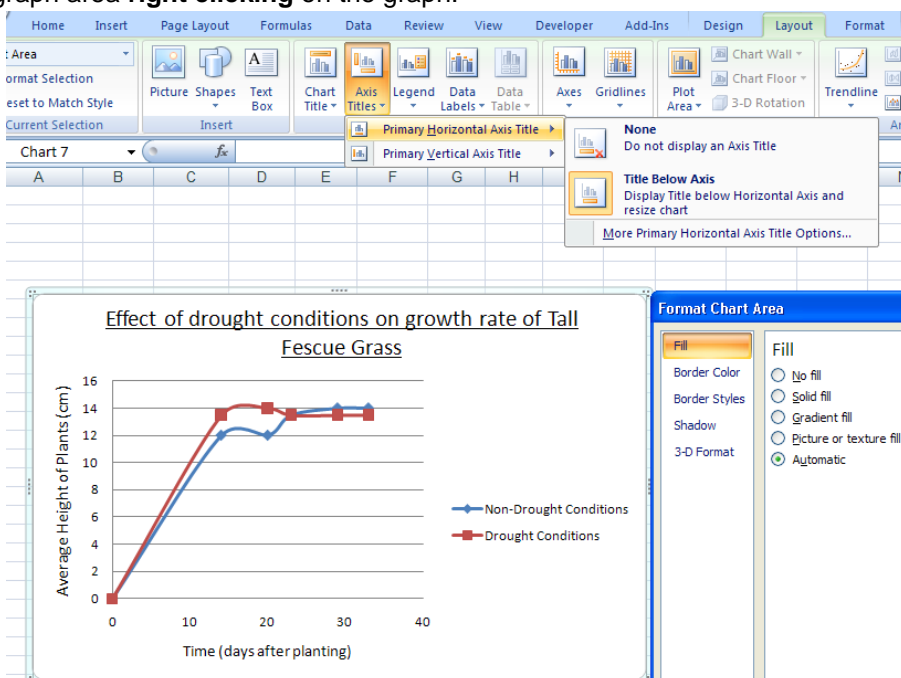 graph area right clicking on the graph.
Home Insert Page Layout Formulas Data Review View Developer Add-Ins Design Layout Format
t Area
ormat Selection
eset to Match Style
Current Selection
Picture Shapes Text Box
Insert
Chart Title Axis Titles Legend Data Labels Data Table
Axes Gridlines
Plot Area
Chart Wall
Chart Floor
3-D Rotation
Trendline
Primary Horizontal Axis Title
Primary Vertical Axis Title
None
Do not display an Axis Title
Title Below Axis
Display Title below Horizontal Axis and
resize chart
More Primary Horizontal Axis Title Options...
Chart 7
fx
A B C D E F G H
Effect of drought conditions on growth rate of Tall
Fescue Grass
Average Height of Plants (cm)
16
14
12
10
8
6
4
2
0
0 10 20 30 40
Time (days after planting)
Non-Drought Conditions
Drought Conditions
Format Chart Area
Fill
Border Color
Border Styles
Shadow
3-D Format
Fill
No fill
Solid fill
Gradient fill
Picture or texture fill
Automatic